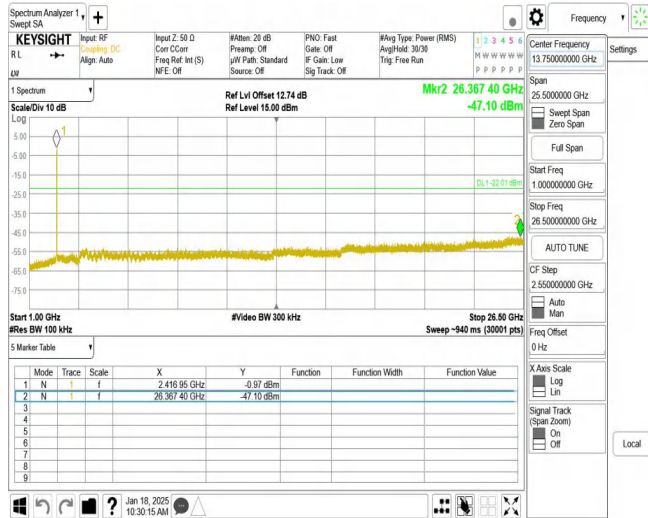 Spectrum Analyzer 1
Swept SA
KEYSIGHT
RL
Input: RF
Coupling: DC
Align: Auto
Input Z: 50 Ω
Corr CCorr
Freq Ref: Int (S)
NFE: Off
#Atten: 20 dB
Preamp: Off
µW Path: Standard
Source: Off
PNO: Fast
Gate: Off
IF Gain: Low
Sig Track: Off
#Avg Type: Power (RMS)
Avg|Hold: 30/30
Trig: Free Run
1 2 3 4 5 6
M W W W W W
P P P P P P
1 Spectrum
Scale/Div 10 dB
Log
Ref Lvl Offset 12.74 dB
Ref Level 15.00 dBm
Mkr2 26.367 40 GHz
-47.10 dBm
5.00
-5.00
-15.0
-25.0
-35.0
-45.0
-55.0
-65.0
-75.0
1
2
DL1 -22.01 dBm
Start 1.00 GHz
#Res BW 100 kHz
#Video BW 300 kHz
Stop 26.50 GHz
Sweep ~940 ms (30001 pts)
5 Marker Table
Mode Trace Scale X Y Function Function Width Function Value
1 N 1 f 2.416 95 GHz -0.97 dBm
2 N 1 f 26.367 40 GHz -47.10 dBm
3
4
5
6
7
8
9
Jan 18, 2025
10:30:15 AM
Frequency
Settings
Center Frequency
13.750000000 GHz
Span
25.5000000 GHz
Swept Span
Zero Span
Full Span
Start Freq
1.000000000 GHz
Stop Freq
26.500000000 GHz
AUTO TUNE
CF Step
2.550000000 GHz
Auto
Man
Freq Offset
0 Hz
X Axis Scale
Log
Lin
Signal Track
(Span Zoom)
On
Off
Local